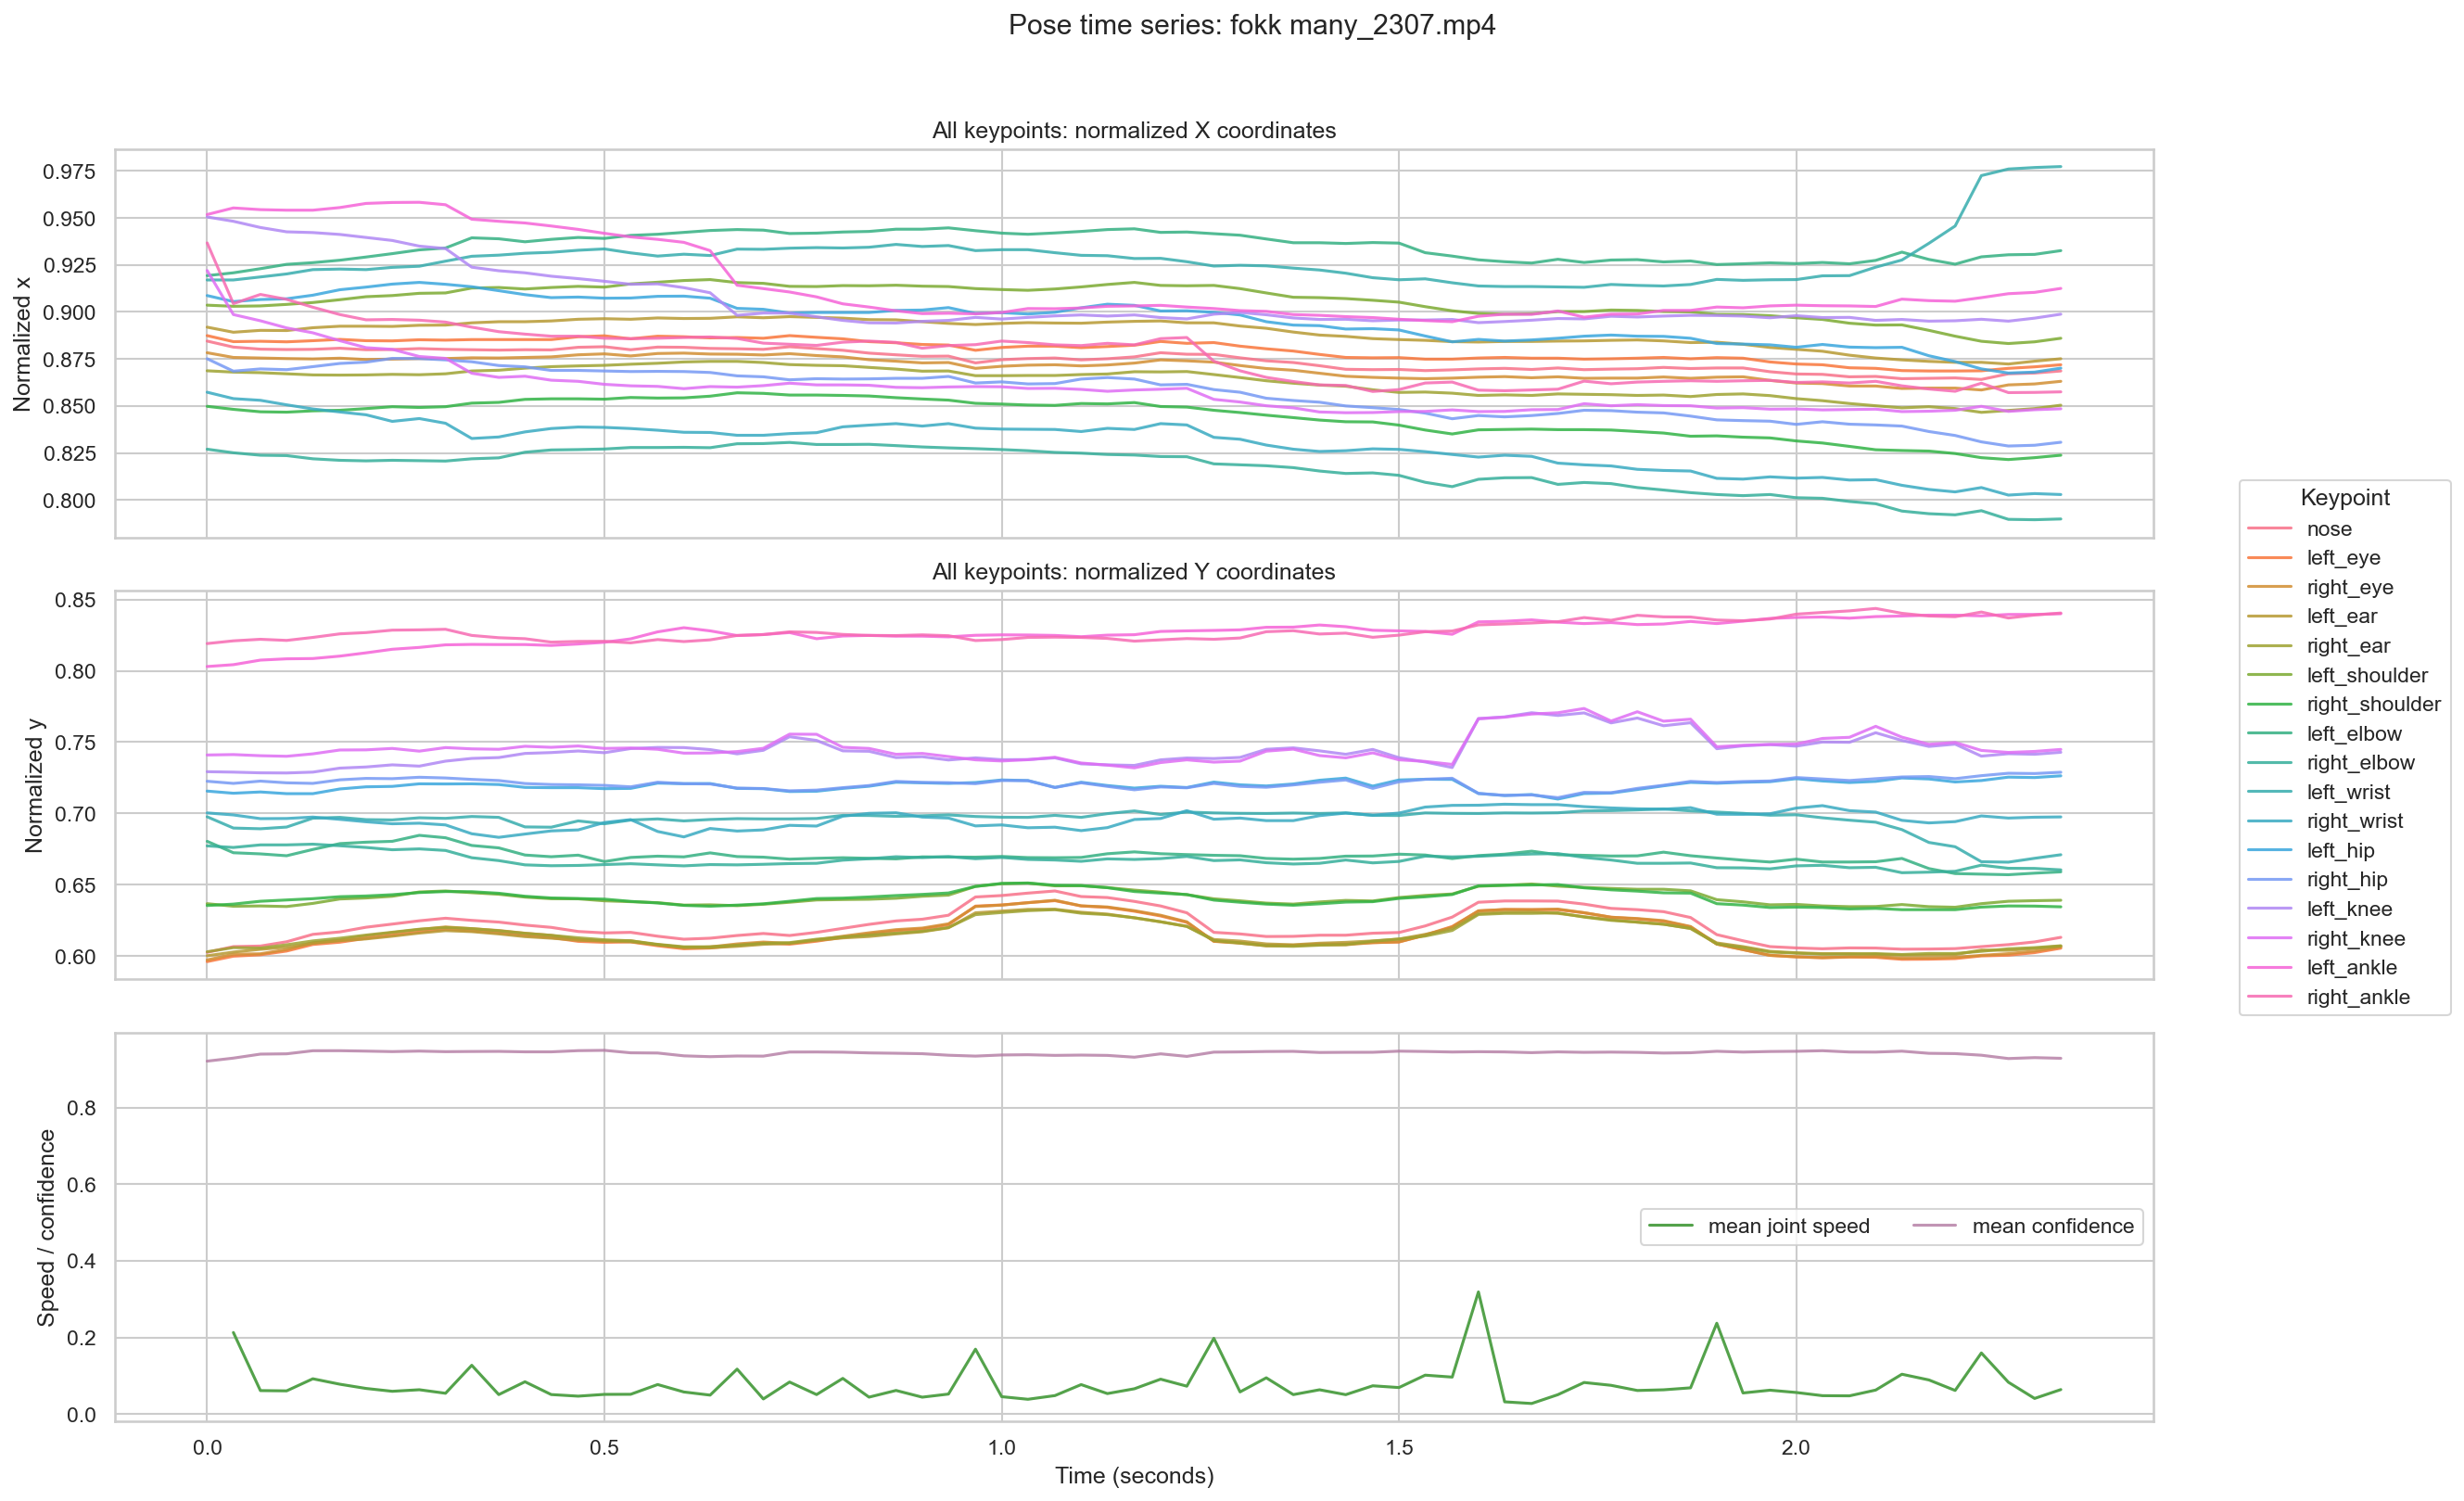 Pose time series: fokk many_2307.mp4
All keypoints: normalized X coordinates
Normalized x
0.975
0.950
0.925
0.900
0.875
0.850
0.825
0.800
All keypoints: normalized Y coordinates
Normalized y
0.85
0.80
0.75
0.70
0.65
0.60
Speed / confidence
0.8
0.6
0.4
0.2
0.0
mean joint speed mean confidence
0.0 0.5 1.0 1.5 2.0
Time (seconds)
Keypoint
nose
left_eye
right_eye
left_ear
right_ear
left_shoulder
right_shoulder
left_elbow
right_elbow
left_wrist
right_wrist
left_hip
right_hip
left_knee
right_knee
left_ankle
right_ankle